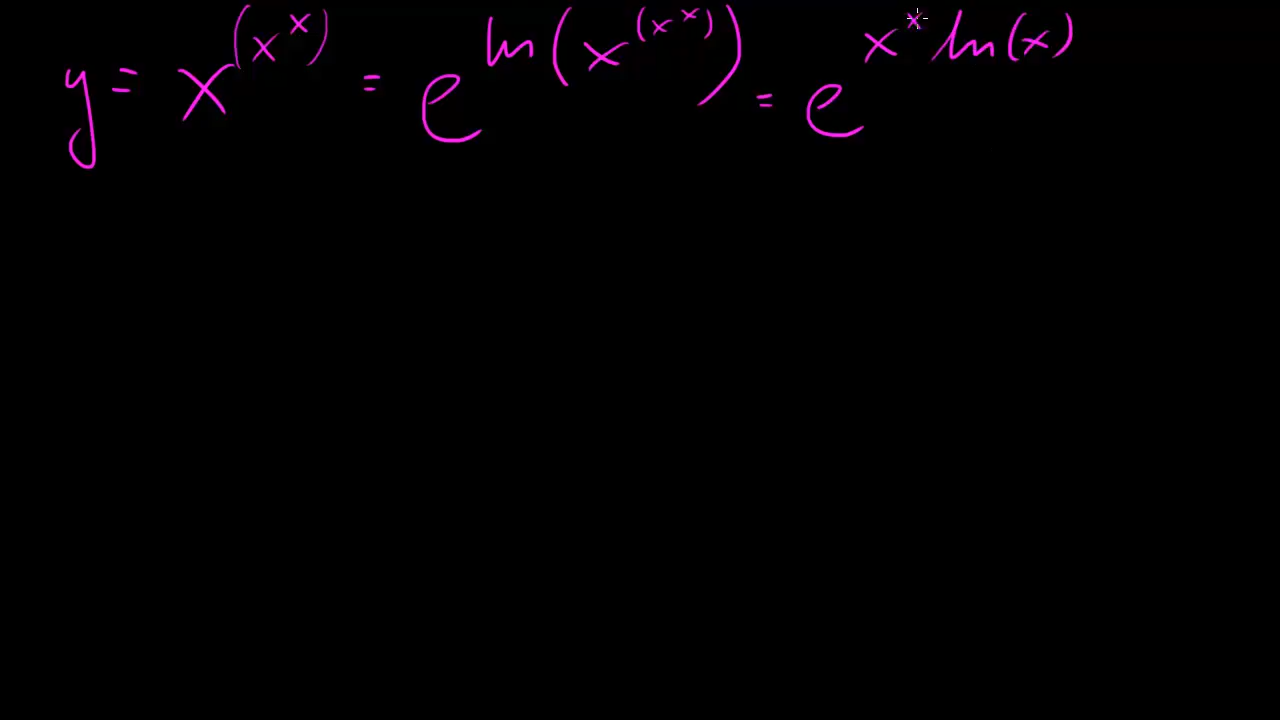 y = x^(x^x) = e^ln(x^(x^x)) = e^x^x ln(x)